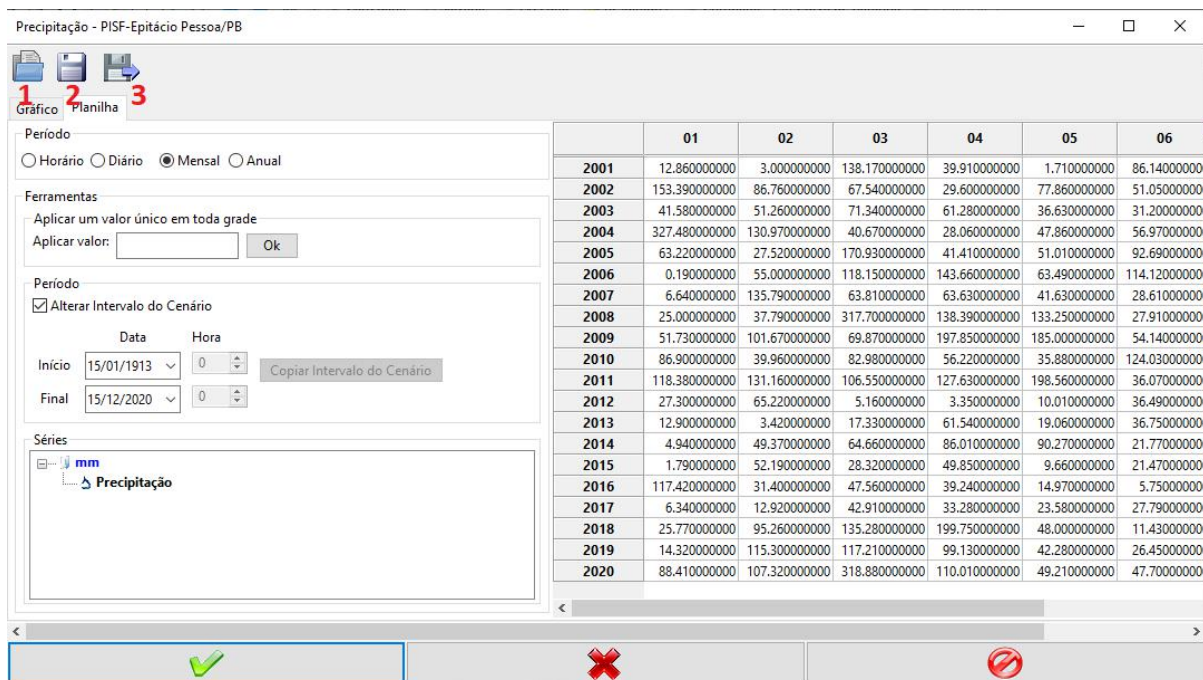 Precipitação - PISF-Epitácio Pessoa/PB
1 2 3
Gráfico Planilha
Período
Horário Diário Mensal Anual
Ferramentas
Aplicar um valor único em toda grade
Aplicar valor: Ok
Período
Alterar Intervalo do Cenário
Data Hora
Início 15/01/1913 0 Copiar Intervalo do Cenário
Final 15/12/2020 0
Séries
mm
Precipitação
01 02 03 04 05 06
2001 12.860000000 3.000000000 138.170000000 39.910000000 1.710000000 86.14000000
2002 153.390000000 86.760000000 67.540000000 29.600000000 77.860000000 51.05000000
2003 41.580000000 51.260000000 71.340000000 61.280000000 36.630000000 31.20000000
2004 327.480000000 130.970000000 40.670000000 28.060000000 47.860000000 56.97000000
2005 63.220000000 27.520000000 170.930000000 41.410000000 51.010000000 92.69000000
2006 0.190000000 55.000000000 118.150000000 143.660000000 63.490000000 114.12000000
2007 6.640000000 135.790000000 63.810000000 63.630000000 41.630000000 28.61000000
2008 25.000000000 37.790000000 317.700000000 138.390000000 133.250000000 27.91000000
2009 51.730000000 101.670000000 69.870000000 197.850000000 185.000000000 54.14000000
2010 86.900000000 39.960000000 82.980000000 56.220000000 35.880000000 124.03000000
2011 118.380000000 131.160000000 106.550000000 127.630000000 198.560000000 36.07000000
2012 27.300000000 65.220000000 5.160000000 3.350000000 10.010000000 36.49000000
2013 12.900000000 3.420000000 17.330000000 61.540000000 19.060000000 36.75000000
2014 4.940000000 49.370000000 64.660000000 86.010000000 90.270000000 21.77000000
2015 1.790000000 52.190000000 28.320000000 49.850000000 9.660000000 21.47000000
2016 117.420000000 31.400000000 47.560000000 39.240000000 14.970000000 5.75000000
2017 6.340000000 12.920000000 42.910000000 33.280000000 23.580000000 27.79000000
2018 25.770000000 95.260000000 135.280000000 199.750000000 48.000000000 11.43000000
2019 14.320000000 115.300000000 117.210000000 99.130000000 42.280000000 26.45000000
2020 88.410000000 107.320000000 318.880000000 110.010000000 49.210000000 47.70000000